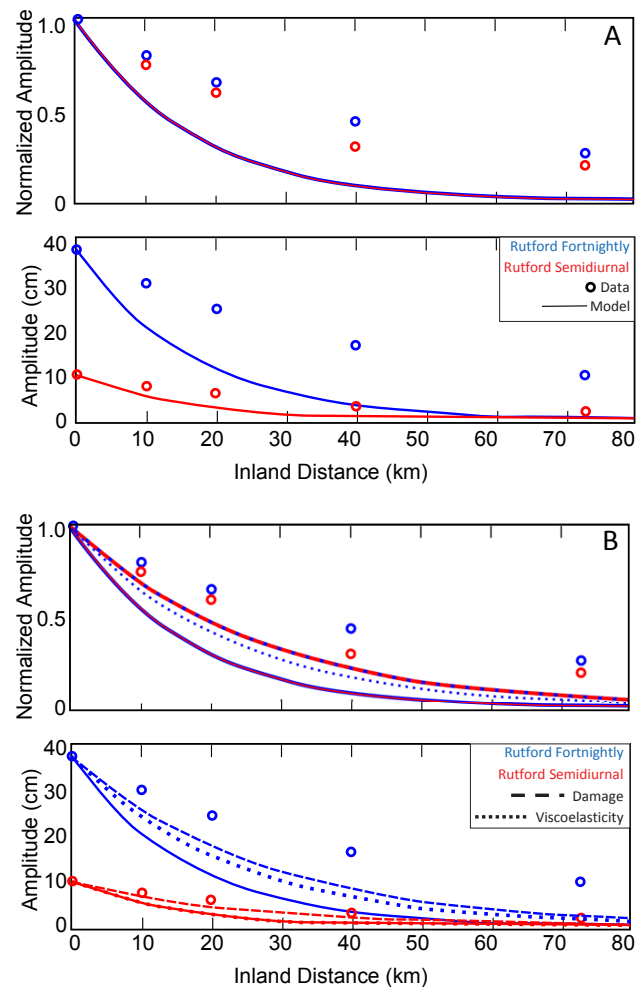 A
Normalized Amplitude
1.0
0.5
0
Amplitude (cm)
40
30
20
10
0
Rutford Fortnightly
Rutford Semidiurnal
Data
Model
0 10 20 30 40 50 60 70 80
Inland Distance (km)
B
Normalized Amplitude
1.0
0.5
0
Amplitude (cm)
40
30
20
10
0
Rutford Fortnightly
Rutford Semidiurnal
Damage
Viscoelasticity
0 10 20 30 40 50 60 70 80
Inland Distance (km)